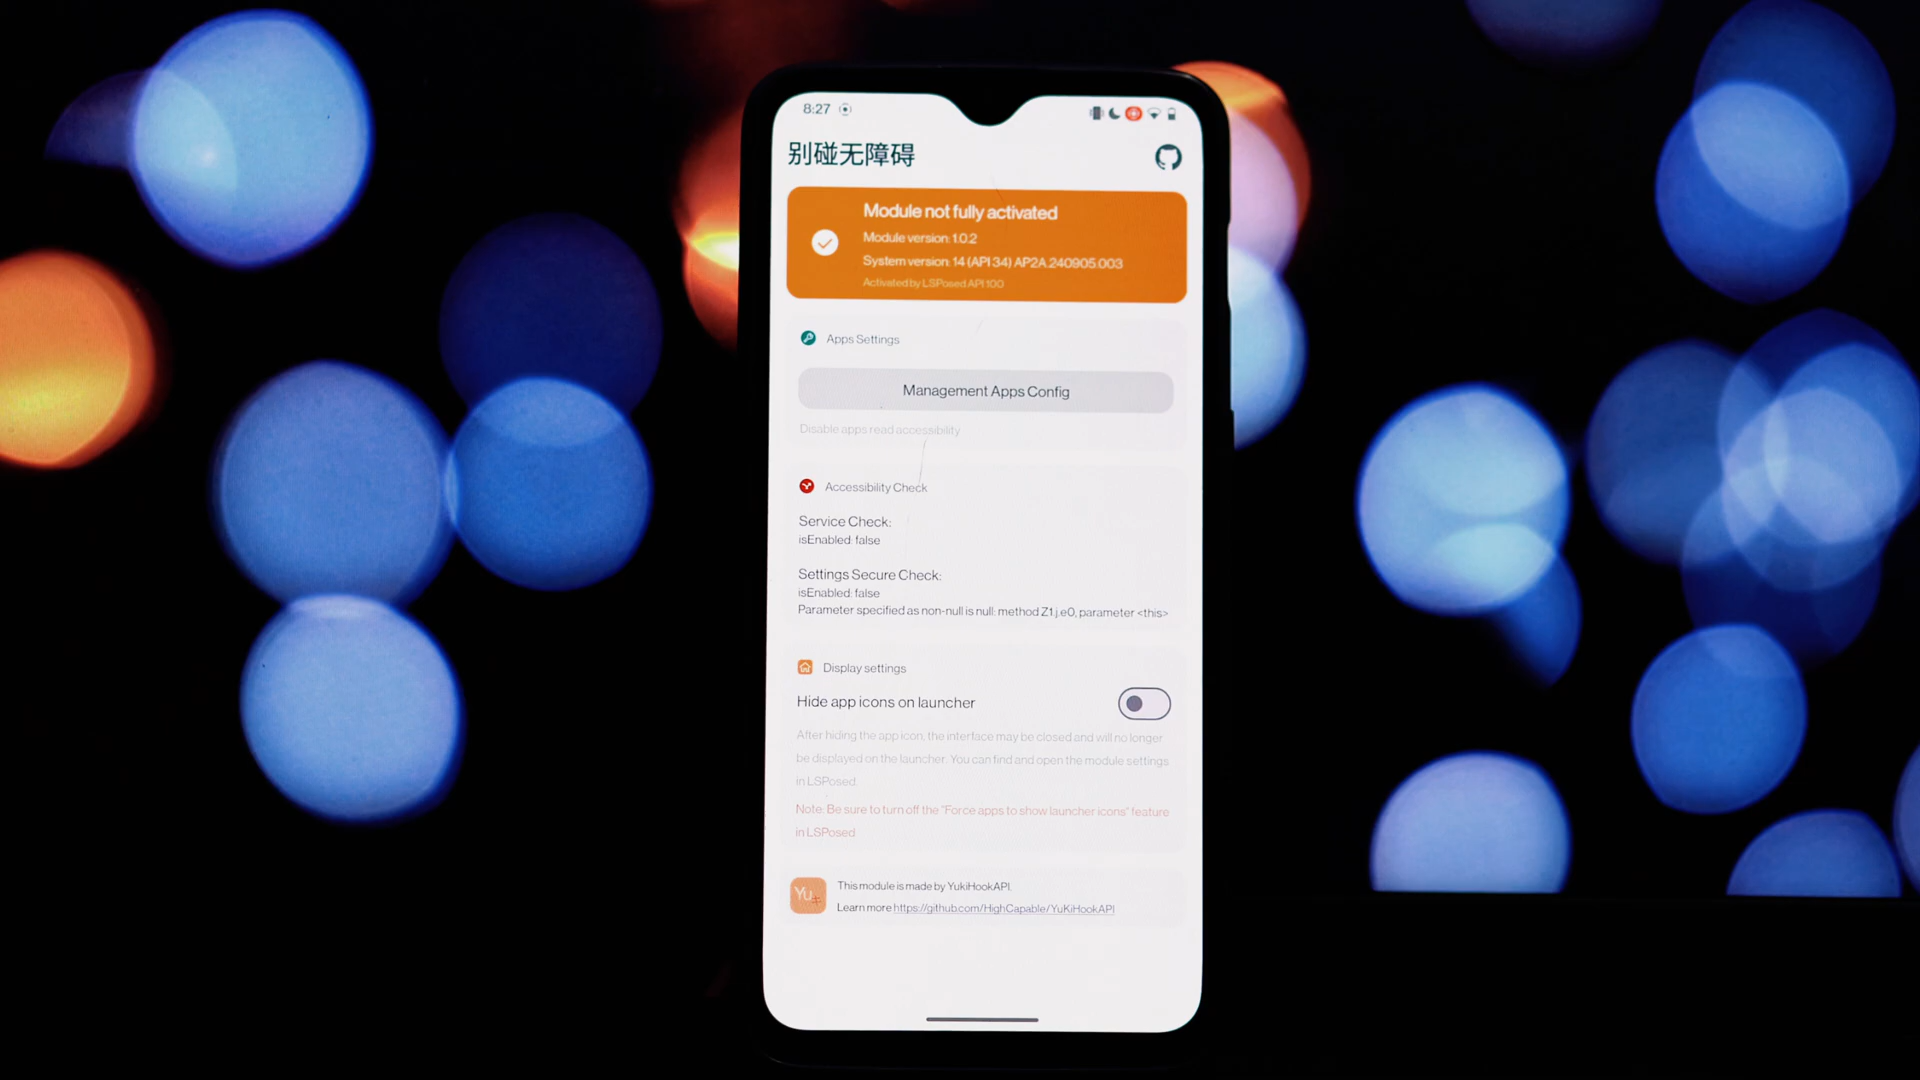 8:27
别碰无障碍
Module not fully activated
Module version: 1.0.2
System version: 14 (API 34) AP2A.240905.003
Activated by LSPosed API 100
Apps Settings
Management Apps Config
Disable apps read accessibility
Accessibility Check
Service Check:
isEnabled: false
Settings Secure Check:
isEnabled: false
Parameter specified as non-null is null: method Z1.j.e0, parameter <this>
Display settings
Hide app icons on launcher
After hiding the app icon, the interface may be closed and will no longer
be displayed on the launcher. You can find and open the module settings
in LSPosed.
Note: Be sure to turn off the "Force apps to show launcher icons" feature
in LSPosed
Yu
キ
This module is made by YukiHookAPI.
Learn more https://github.com/HighCapable/YuKiHookAPI